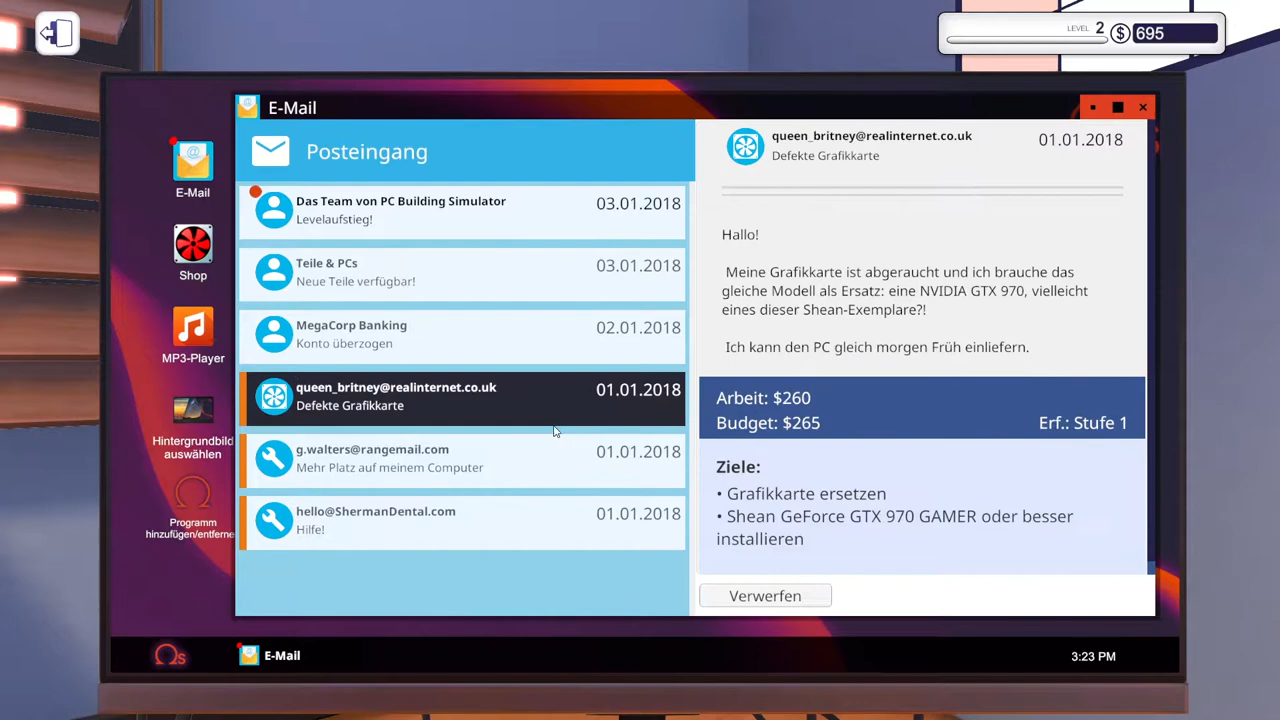 LEVEL 2 $ 695
E-Mail
Posteingang
Das Team von PC Building Simulator 03.01.2018
Levelaufstieg!
Teile & PCs 03.01.2018
Neue Teile verfügbar!
MegaCorp Banking 02.01.2018
Konto überzogen
queen_britney@realinternet.co.uk 01.01.2018
Defekte Grafikkarte
g.walters@rangemail.com 01.01.2018
Mehr Platz auf meinem Computer
hello@ShermanDental.com 01.01.2018
Hilfe!
queen_britney@realinternet.co.uk 01.01.2018
Defekte Grafikkarte
Hallo!
Meine Grafikkarte ist abgeraucht und ich brauche das
gleiche Modell als Ersatz: eine NVIDIA GTX 970, vielleicht
eines dieser Shean-Exemplare?!
Ich kann den PC gleich morgen Früh einliefern.
Arbeit: $260
Budget: $265 Erf.: Stufe 1
Ziele:
• Grafikkarte ersetzen
• Shean GeForce GTX 970 GAMER oder besser
installieren
Verwerfen
E-Mail
Shop
MP3-Player
Hintergrundbild
auswählen
Programm
hinzufügen/entferne
Ωs E-Mail 3:23 PM